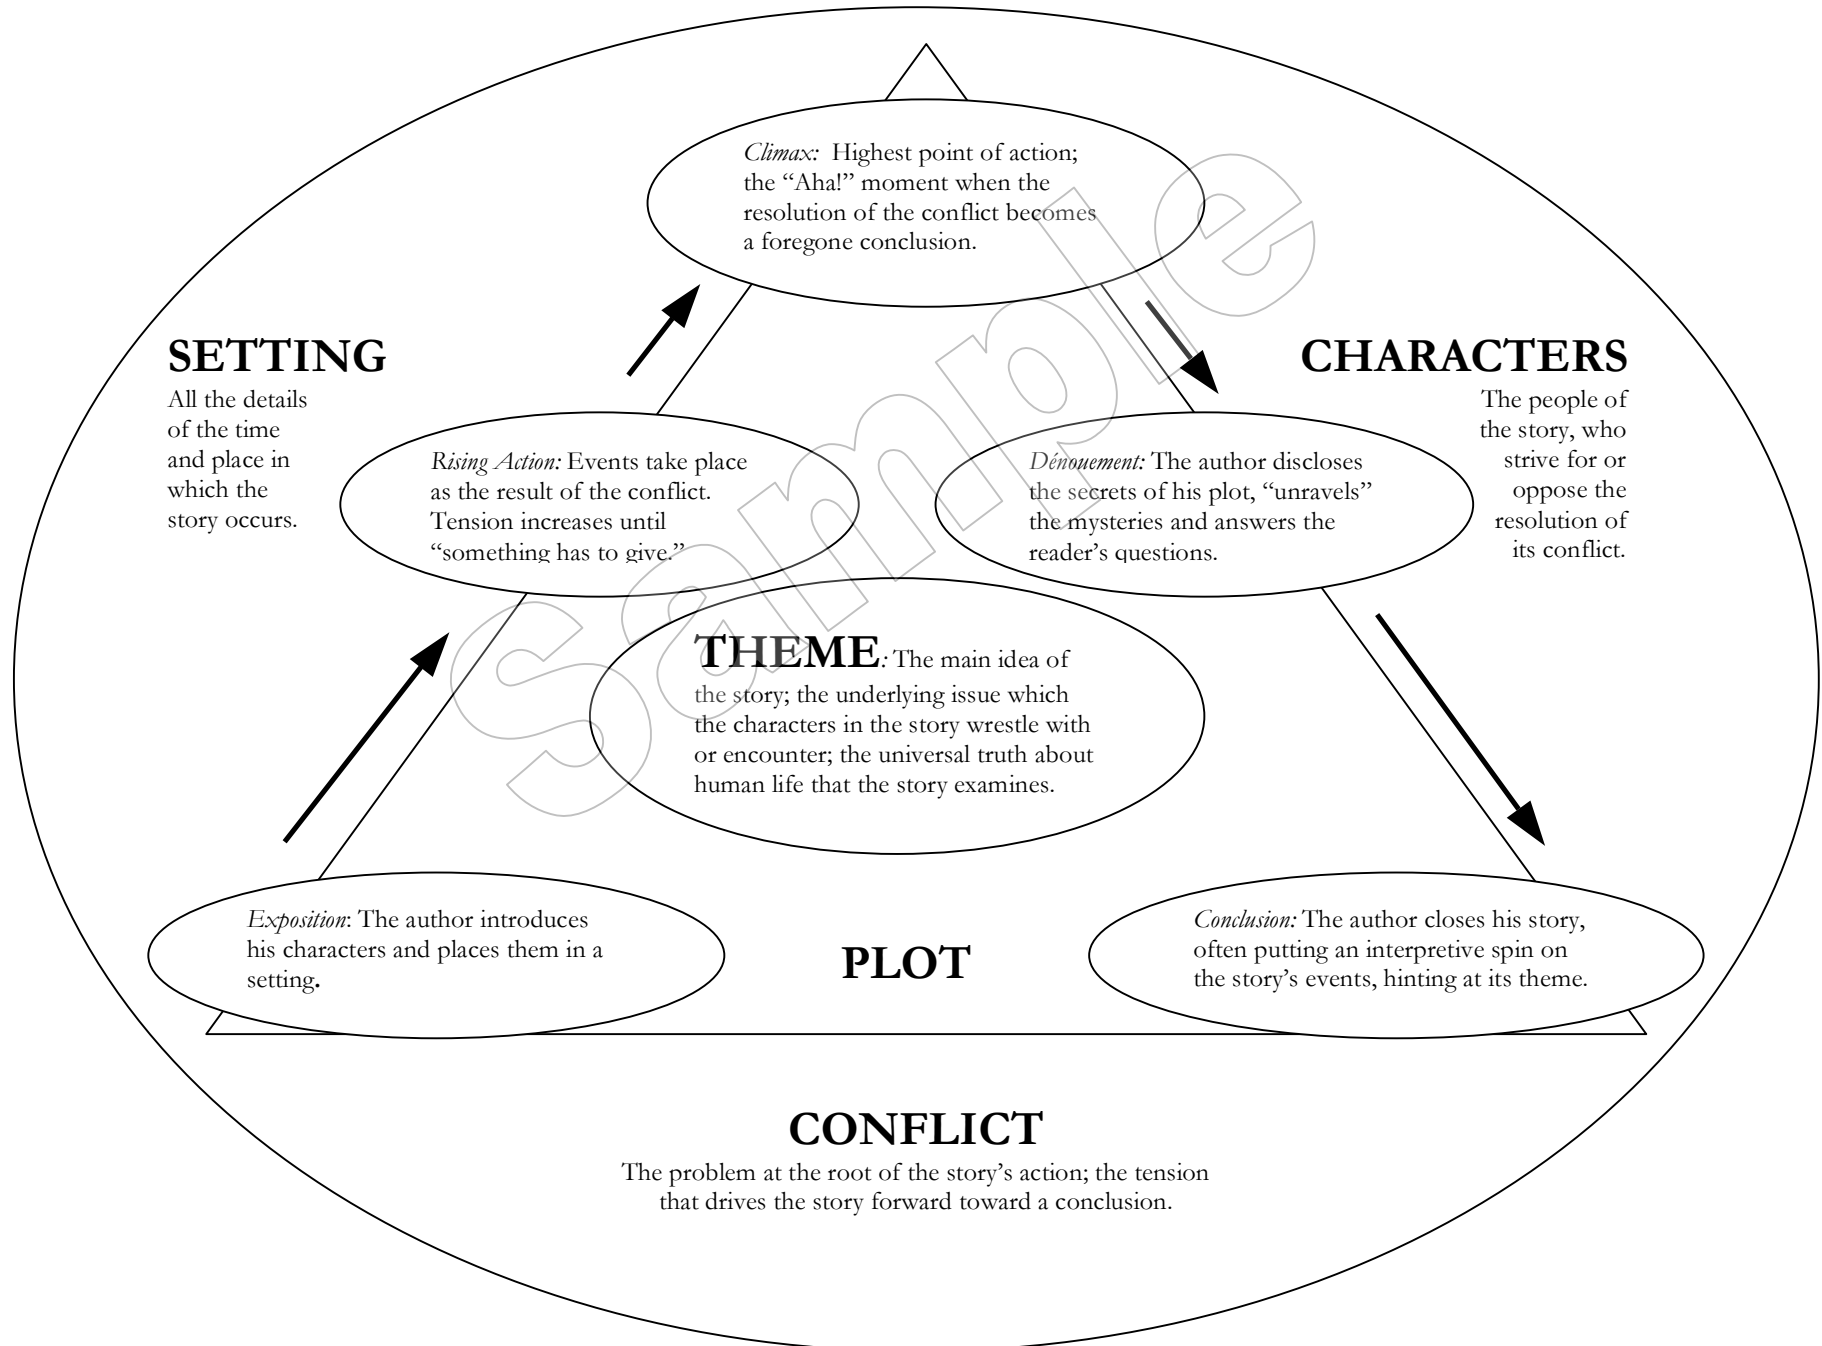 Climax: Highest point of action;
the “Aha!” moment when the
resolution of the conflict becomes
a foregone conclusion.
SETTING
All the details
of the time
and place in
which the
story occurs.
CHARACTERS
The people of
the story, who
strive for or
oppose the
resolution of
its conflict.
Rising Action: Events take place
as the result of the conflict.
Tension increases until
“something has to give.”
Dénouement: The author discloses
the secrets of his plot, “unravels”
the mysteries and answers the
reader’s questions.
THEME: The main idea of
the story; the underlying issue which
the characters in the story wrestle with
or encounter; the universal truth about
human life that the story examines.
Exposition: The author introduces
his characters and places them in a
setting.
PLOT
Conclusion: The author closes his story,
often putting an interpretive spin on
the story’s events, hinting at its theme.
CONFLICT
The problem at the root of the story’s action; the tension
that drives the story forward toward a conclusion.
Sample